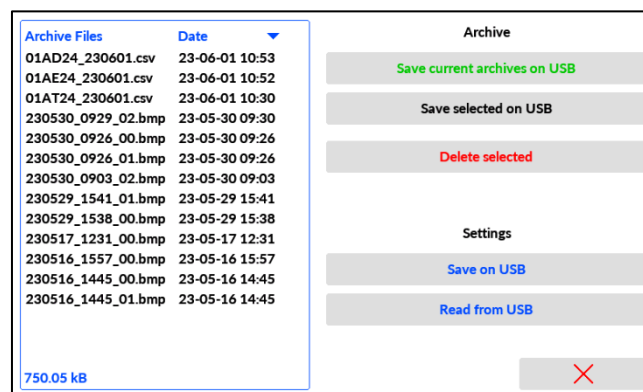 Archive Files Date
01AD24_230601.csv 23-06-01 10:53
01AE24_230601.csv 23-06-01 10:52
01AT24_230601.csv 23-06-01 10:30
230530_0929_02.bmp 23-05-30 09:30
230530_0926_00.bmp 23-05-30 09:26
230530_0926_01.bmp 23-05-30 09:26
230530_0903_02.bmp 23-05-30 09:03
230529_1541_01.bmp 23-05-29 15:41
230529_1538_00.bmp 23-05-29 15:38
230517_1231_00.bmp 23-05-17 12:31
230516_1557_00.bmp 23-05-16 15:57
230516_1445_00.bmp 23-05-16 14:45
230516_1445_01.bmp 23-05-16 14:45
750.05 kB
Archive
Save current archives on USB
Save selected on USB
Delete selected
Settings
Save on USB
Read from USB